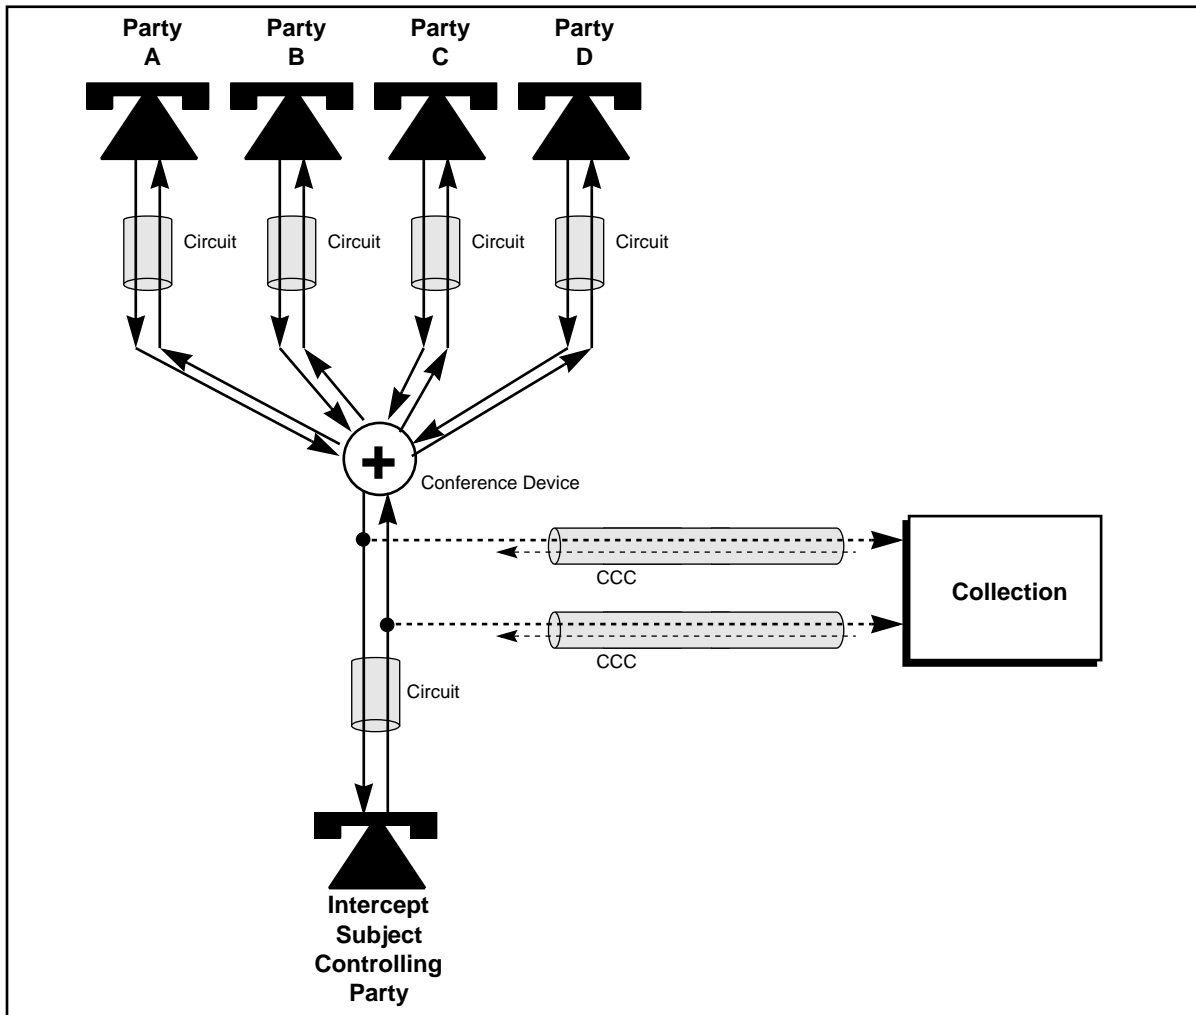 Party
A
Party
B
Party
C
Party
D
Circuit
Circuit
Circuit
Circuit
+
Conference Device
CCC
Collection
CCC
Circuit
Intercept
Subject
Controlling
Party